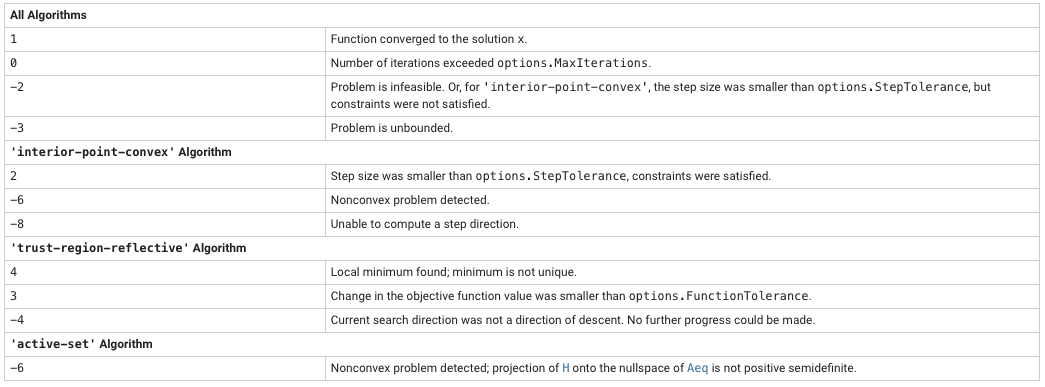 All Algorithms
1 Function converged to the solution x.
0 Number of iterations exceeded options.MaxIterations.
−2 Problem is infeasible. Or, for 'interior-point-convex', the step size was smaller than options.StepTolerance, but
constraints were not satisfied.
−3 Problem is unbounded.
'interior-point-convex' Algorithm
2 Step size was smaller than options.StepTolerance, constraints were satisfied.
−6 Nonconvex problem detected.
−8 Unable to compute a step direction.
'trust-region-reflective' Algorithm
4 Local minimum found; minimum is not unique.
3 Change in the objective function value was smaller than options.FunctionTolerance.
−4 Current search direction was not a direction of descent. No further progress could be made.
'active-set' Algorithm
−6 Nonconvex problem detected; projection of H onto the nullspace of Aeq is not positive semidefinite.